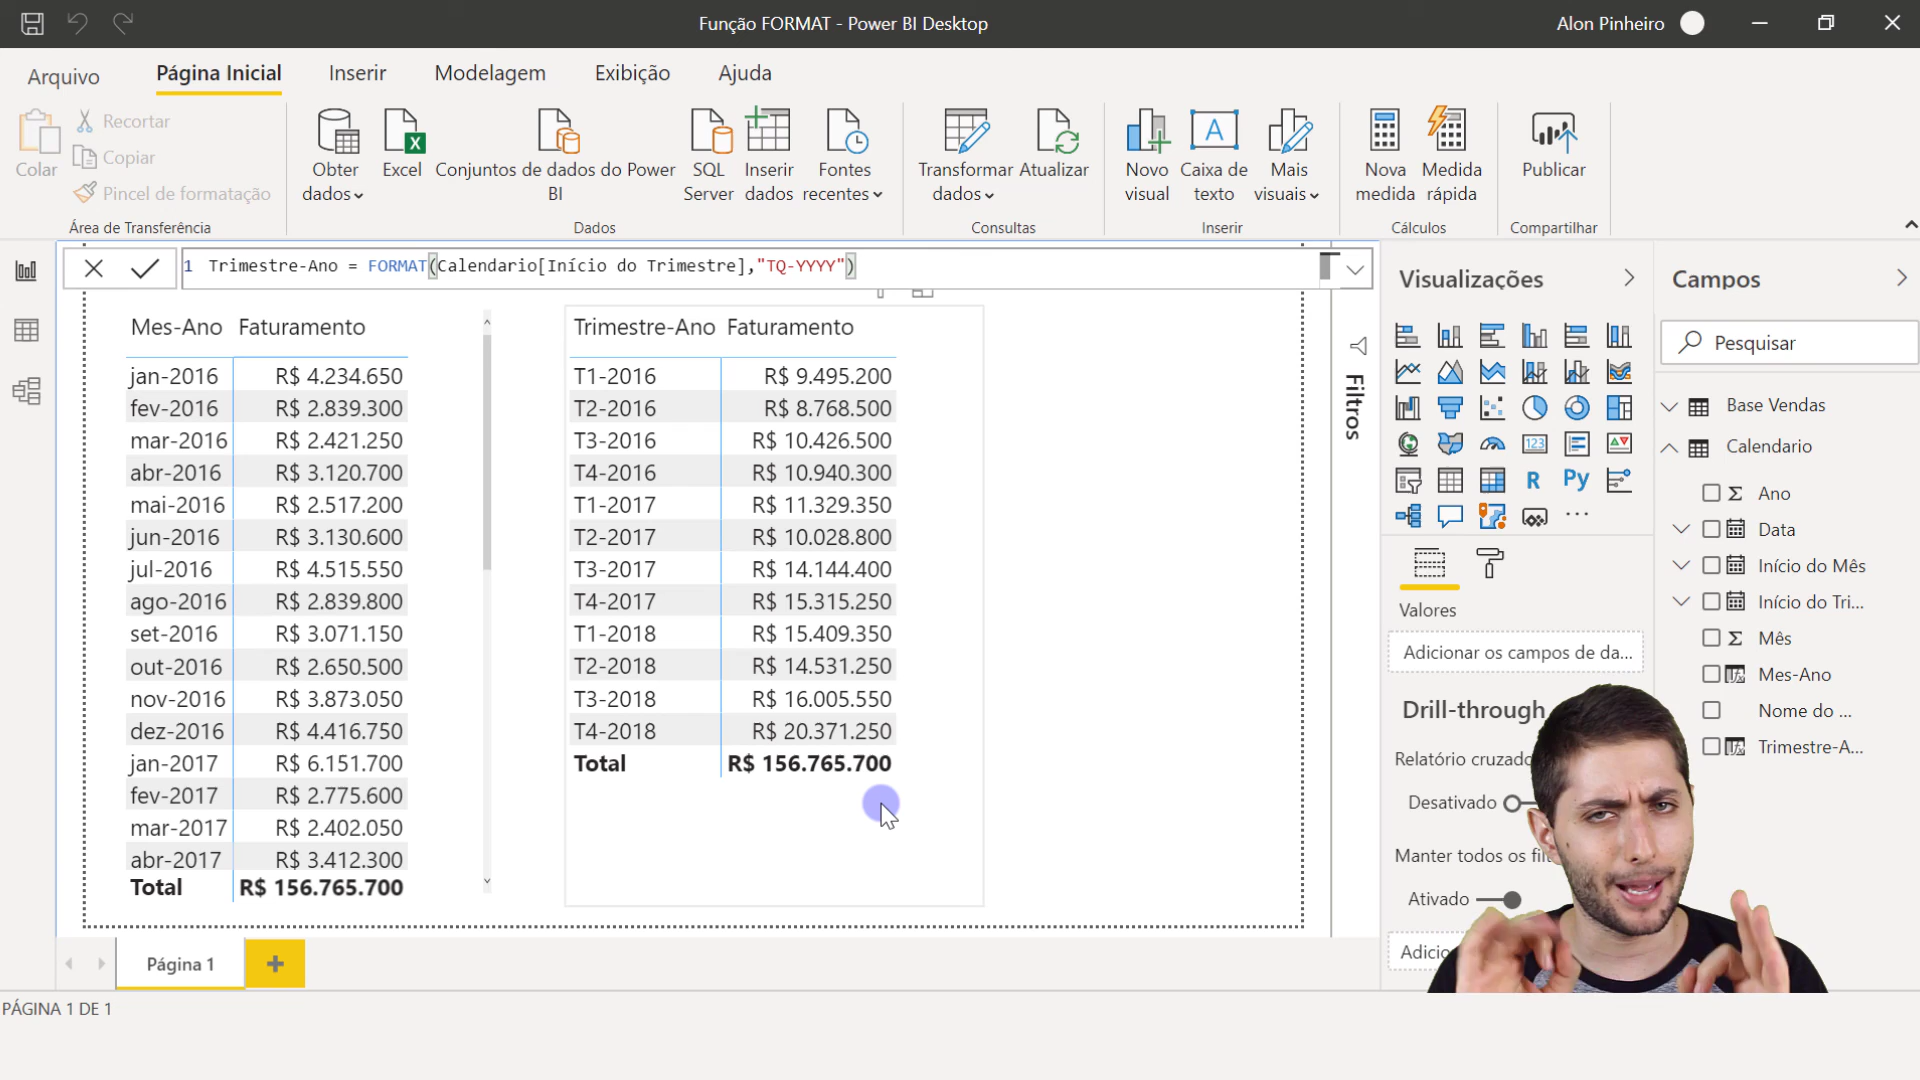 Função FORMAT - Power BI Desktop
Alon Pinheiro
Arquivo
Página Inicial
Inserir
Modelagem
Exibição
Ajuda
Colar
Recortar
Copiar
Pincel de formatação
Área de Transferência
Obter dados
Excel
Conjuntos de dados do Power BI
SQL Server
Inserir dados
Fontes recentes
Dados
Transformar dados
Atualizar
Consultas
Novo visual
Caixa de texto
Mais visuais
Inserir
Nova medida
Medida rápida
Cálculos
Publicar
Compartilhar
1 Trimestre-Ano = FORMAT(Calendario[Início do Trimestre],"TQ-YYYY")
Mes-Ano Faturamento
jan-2016 R$ 4.234.650
fev-2016 R$ 2.839.300
mar-2016 R$ 2.421.250
abr-2016 R$ 3.120.700
mai-2016 R$ 2.517.200
jun-2016 R$ 3.130.600
jul-2016 R$ 4.515.550
ago-2016 R$ 2.839.800
set-2016 R$ 3.071.150
out-2016 R$ 2.650.500
nov-2016 R$ 3.873.050
dez-2016 R$ 4.416.750
jan-2017 R$ 6.151.700
fev-2017 R$ 2.775.600
mar-2017 R$ 2.402.050
abr-2017 R$ 3.412.300
Total R$ 156.765.700
Trimestre-Ano Faturamento
T1-2016 R$ 9.495.200
T2-2016 R$ 8.768.500
T3-2016 R$ 10.426.500
T4-2016 R$ 10.940.300
T1-2017 R$ 11.329.350
T2-2017 R$ 10.028.800
T3-2017 R$ 14.144.400
T4-2017 R$ 15.315.250
T1-2018 R$ 15.409.350
T2-2018 R$ 14.531.250
T3-2018 R$ 16.005.550
T4-2018 R$ 20.371.250
Total R$ 156.765.700
Filtros
Visualizações
123
R
Py
...
Valores
Adicionar os campos de da...
Drill-through
Relatório cruzado
Desativado
Manter todos os fil
Ativado
Adicio
Campos
Pesquisar
Base Vendas
Calendario
Ano
Data
Início do Mês
Início do Tri...
Mês
Mes-Ano
Nome do ...
Trimestre-A...
Página 1
PÁGINA 1 DE 1